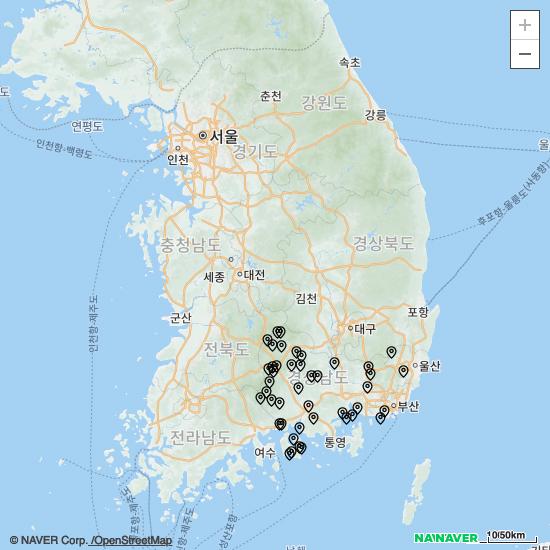 +
−
속초
춘천
강원도
강릉
연평도
서울
인천
경기도
인천항-백령도
울
후포항-울릉도(사동항)
충청남도
경상북도
세종
대전
김천
포항
인천항-제주도
군산
대구
전북도
경상남도
울산
부산
전라남도
여수
통영
© NAVER Corp. /OpenStreetMap
NAVER
10/50km